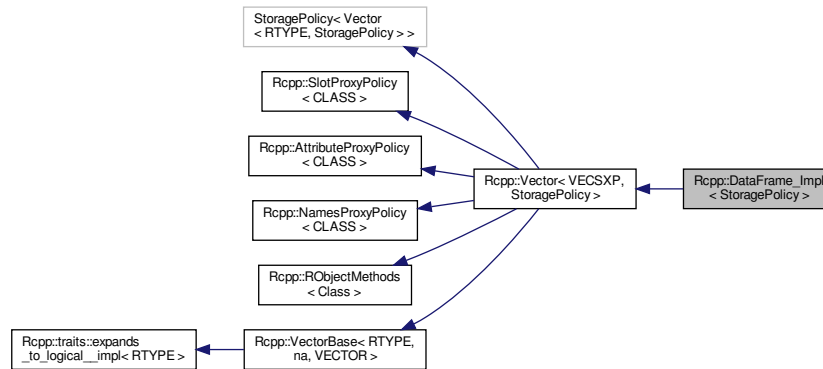 StoragePolicy< Vector
< RTYPE, StoragePolicy > >
Rcpp::SlotProxyPolicy
< CLASS >
Rcpp::AttributeProxyPolicy
< CLASS >
Rcpp::Vector< VECSXP,
StoragePolicy >
Rcpp::DataFrame_Impl
< StoragePolicy >
Rcpp::NamesProxyPolicy
< CLASS >
Rcpp::RObjectMethods
< Class >
Rcpp::traits::expands
_to_logical__impl< RTYPE >
Rcpp::VectorBase< RTYPE,
na, VECTOR >